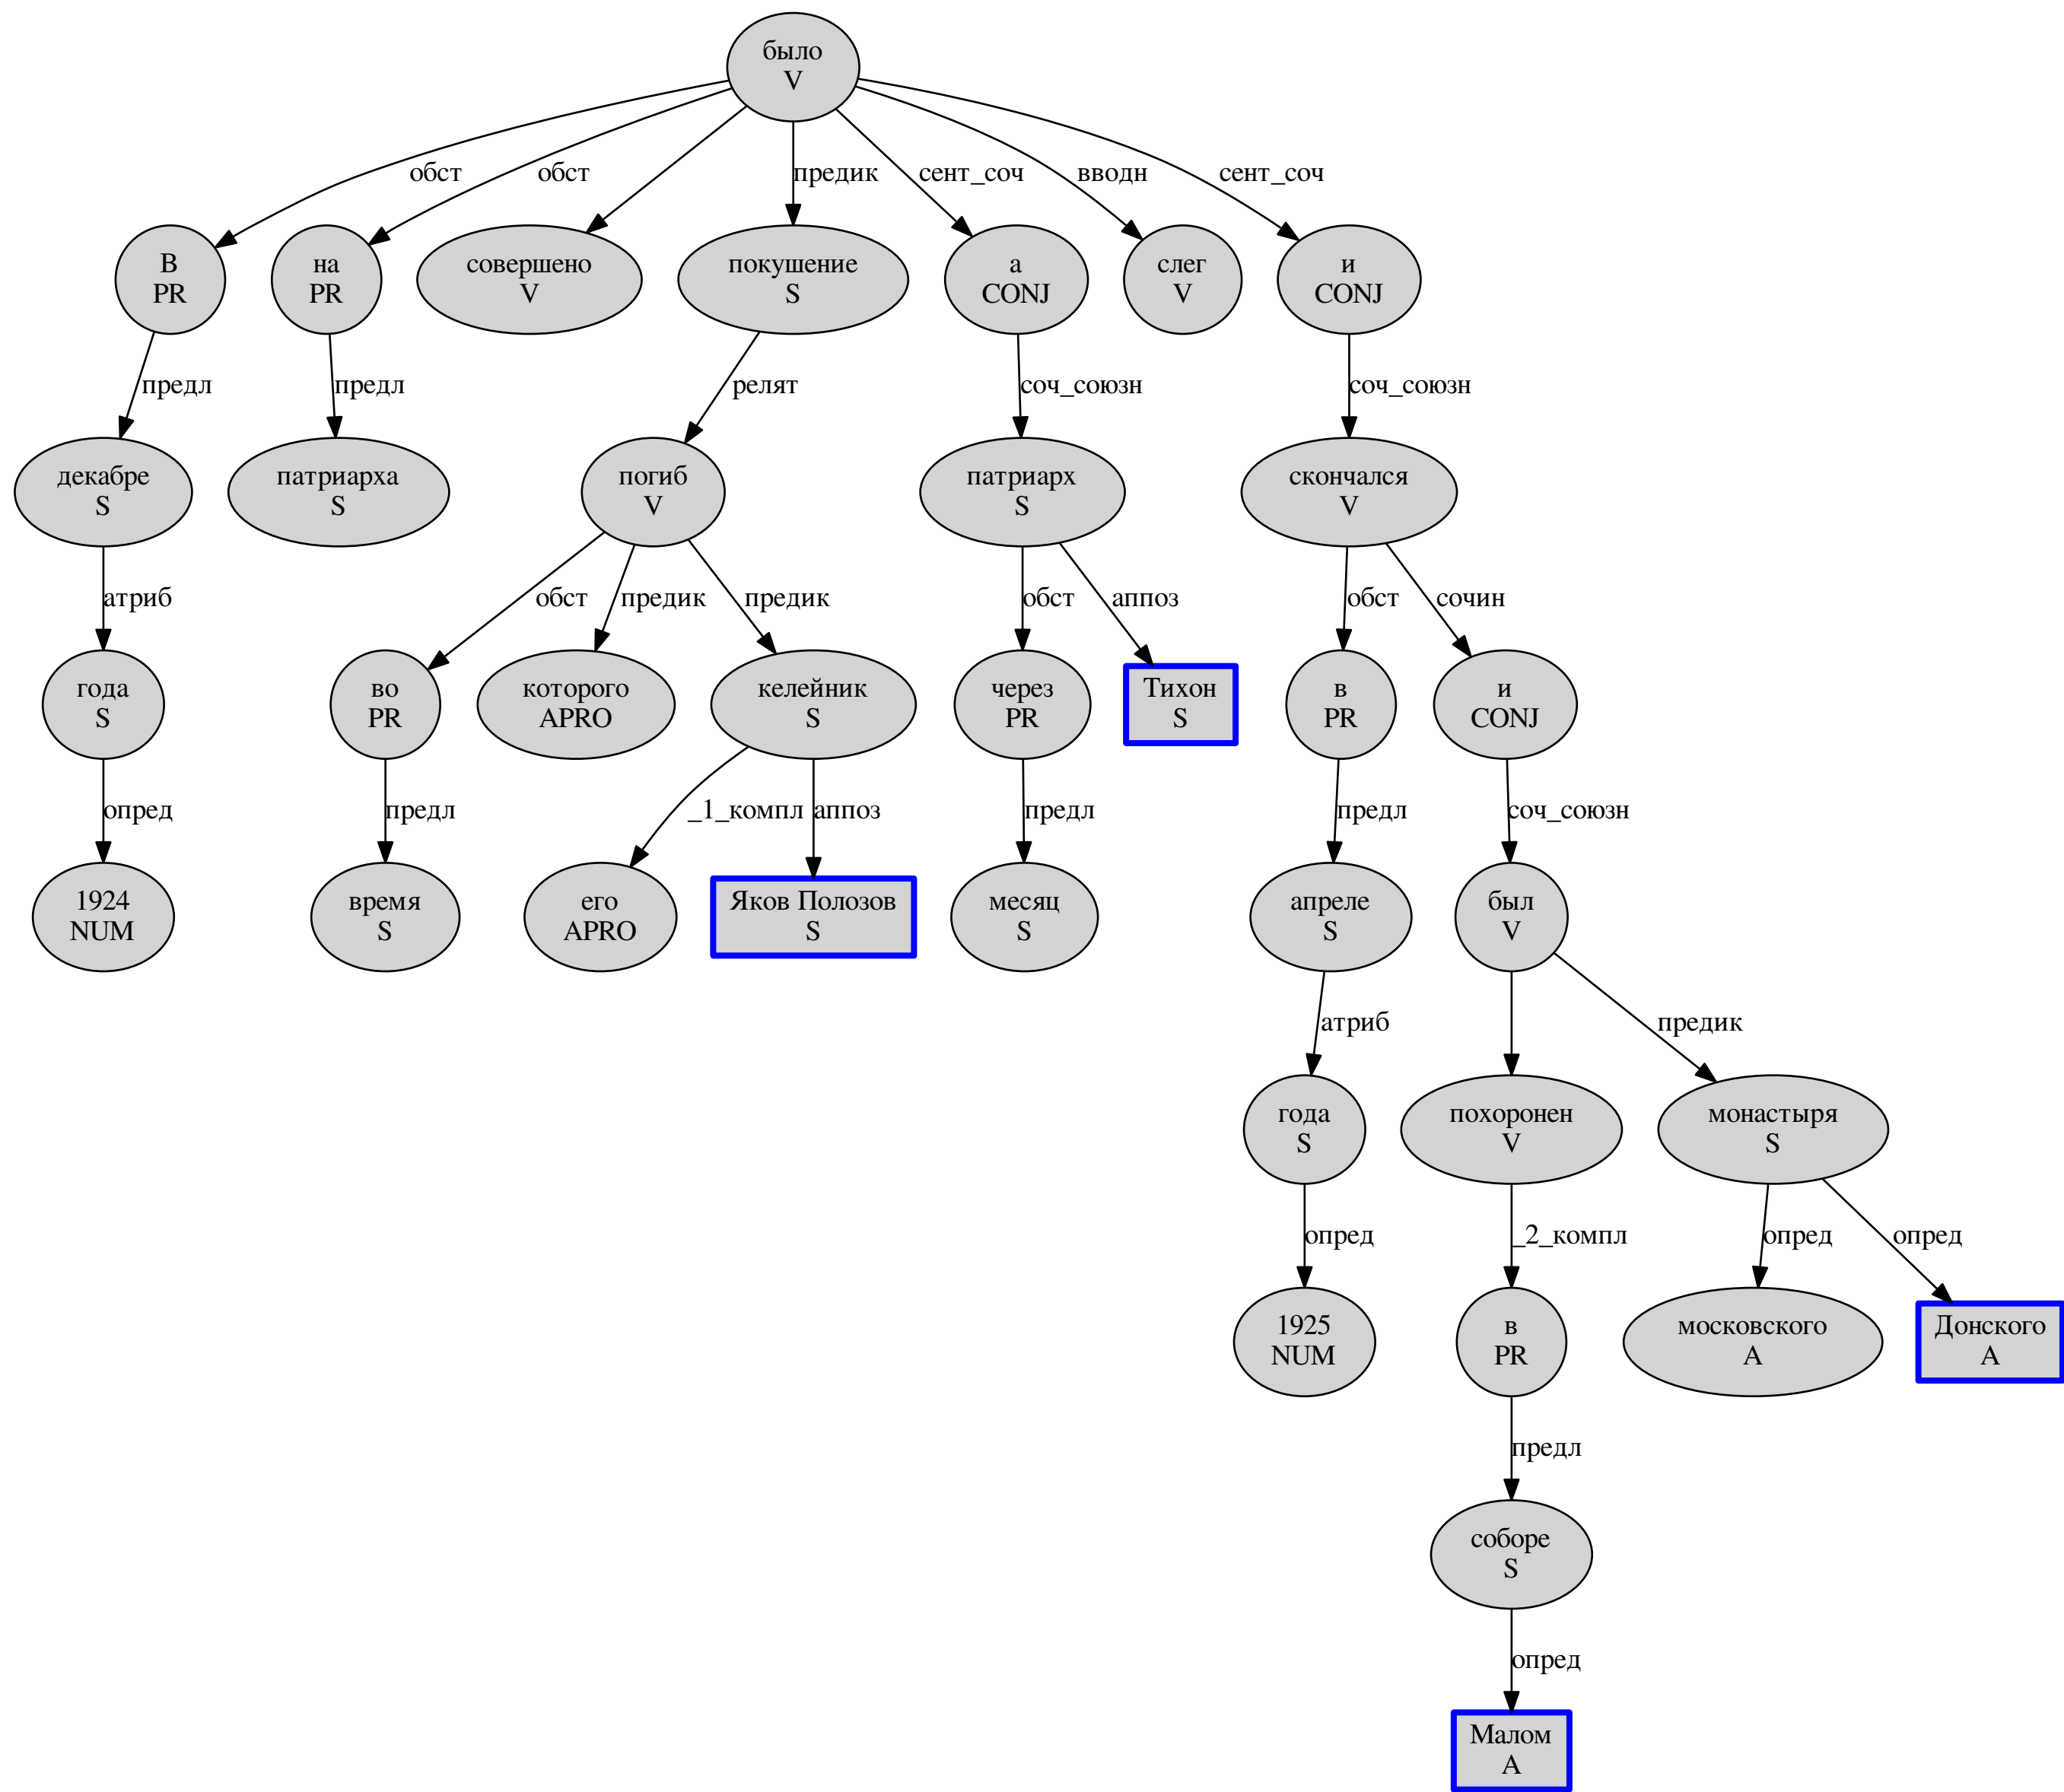 было
V
обст
обст
предик
сент_соч
вводн
сент_соч
В
PR
на
PR
совершено
V
покушение
S
а
CONJ
слег
V
и
CONJ
предл
предл
релят
соч_союзн
соч_союзн
декабре
S
патриарха
S
погиб
V
патриарх
S
скончался
V
атриб
обст
предик
предик
обст
аппоз
обст
сочин
года
S
во
PR
которого
APRO
келейник
S
через
PR
Тихон
S
в
PR
и
CONJ
опред
предл
_1_компл
аппоз
предл
предл
соч_союзн
1924
NUM
время
S
его
APRO
Яков Полозов
S
месяц
S
апреле
S
был
V
атриб
предик
года
S
похоронен
V
монастыря
S
опред
_2_компл
опред
опред
1925
NUM
в
PR
московского
A
Донского
A
предл
соборе
S
опред
Малом
A